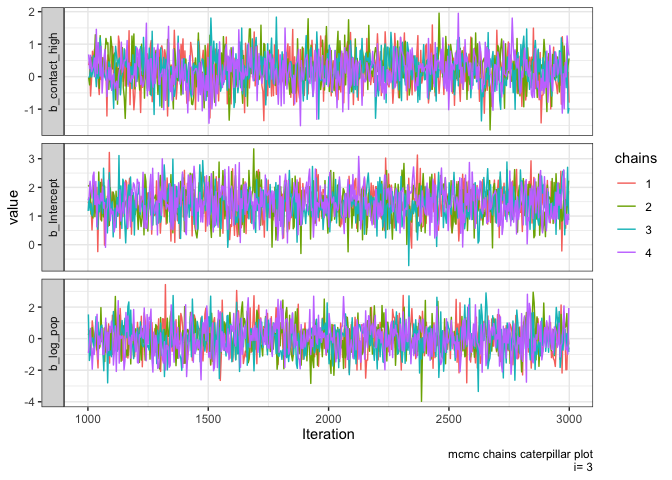 2
1
0
-1
b_contact_high
3
2
1
0
b_Intercept
2
0
-2
-4
b_log_pop
value
1000
1500
2000
2500
3000
Iteration
chains
1
2
3
4
mcmc chains caterpillar plot
i= 3